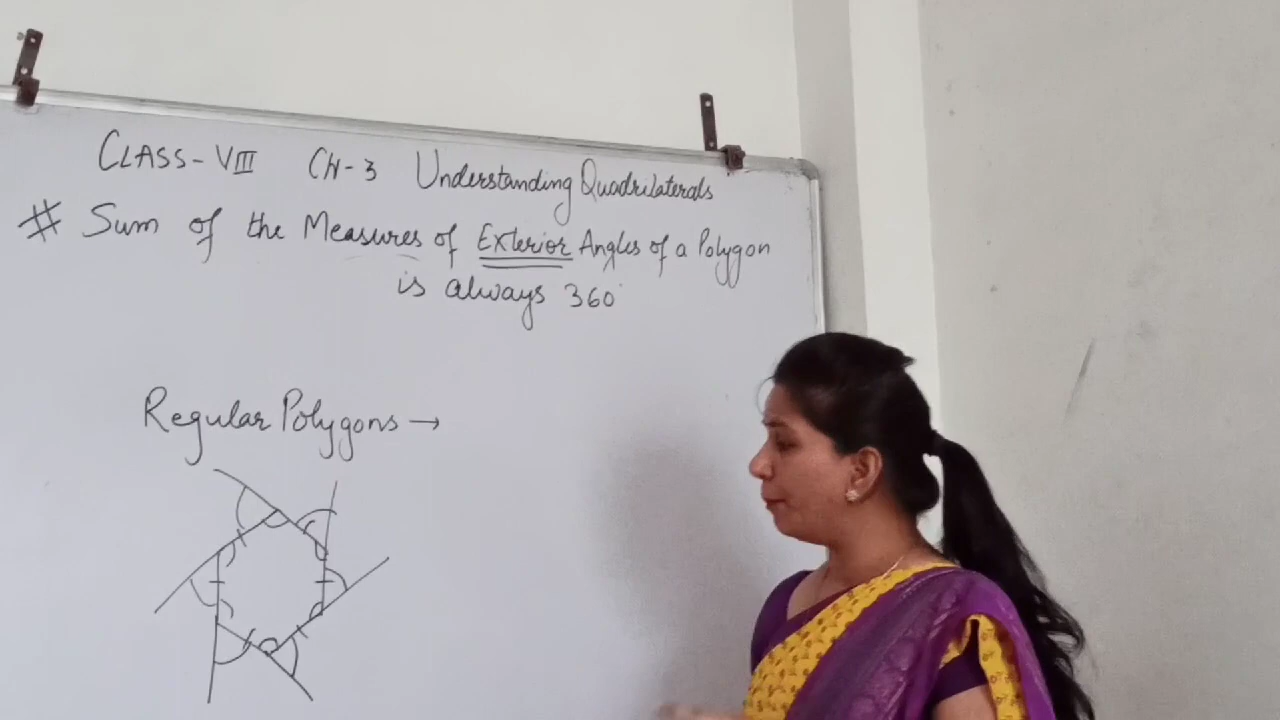 CLASS-VIII CH-3 Understanding Quadrilaterals
# Sum of the Measures of Exterior Angles of a Polygon
is always 360°
Regular Polygons →